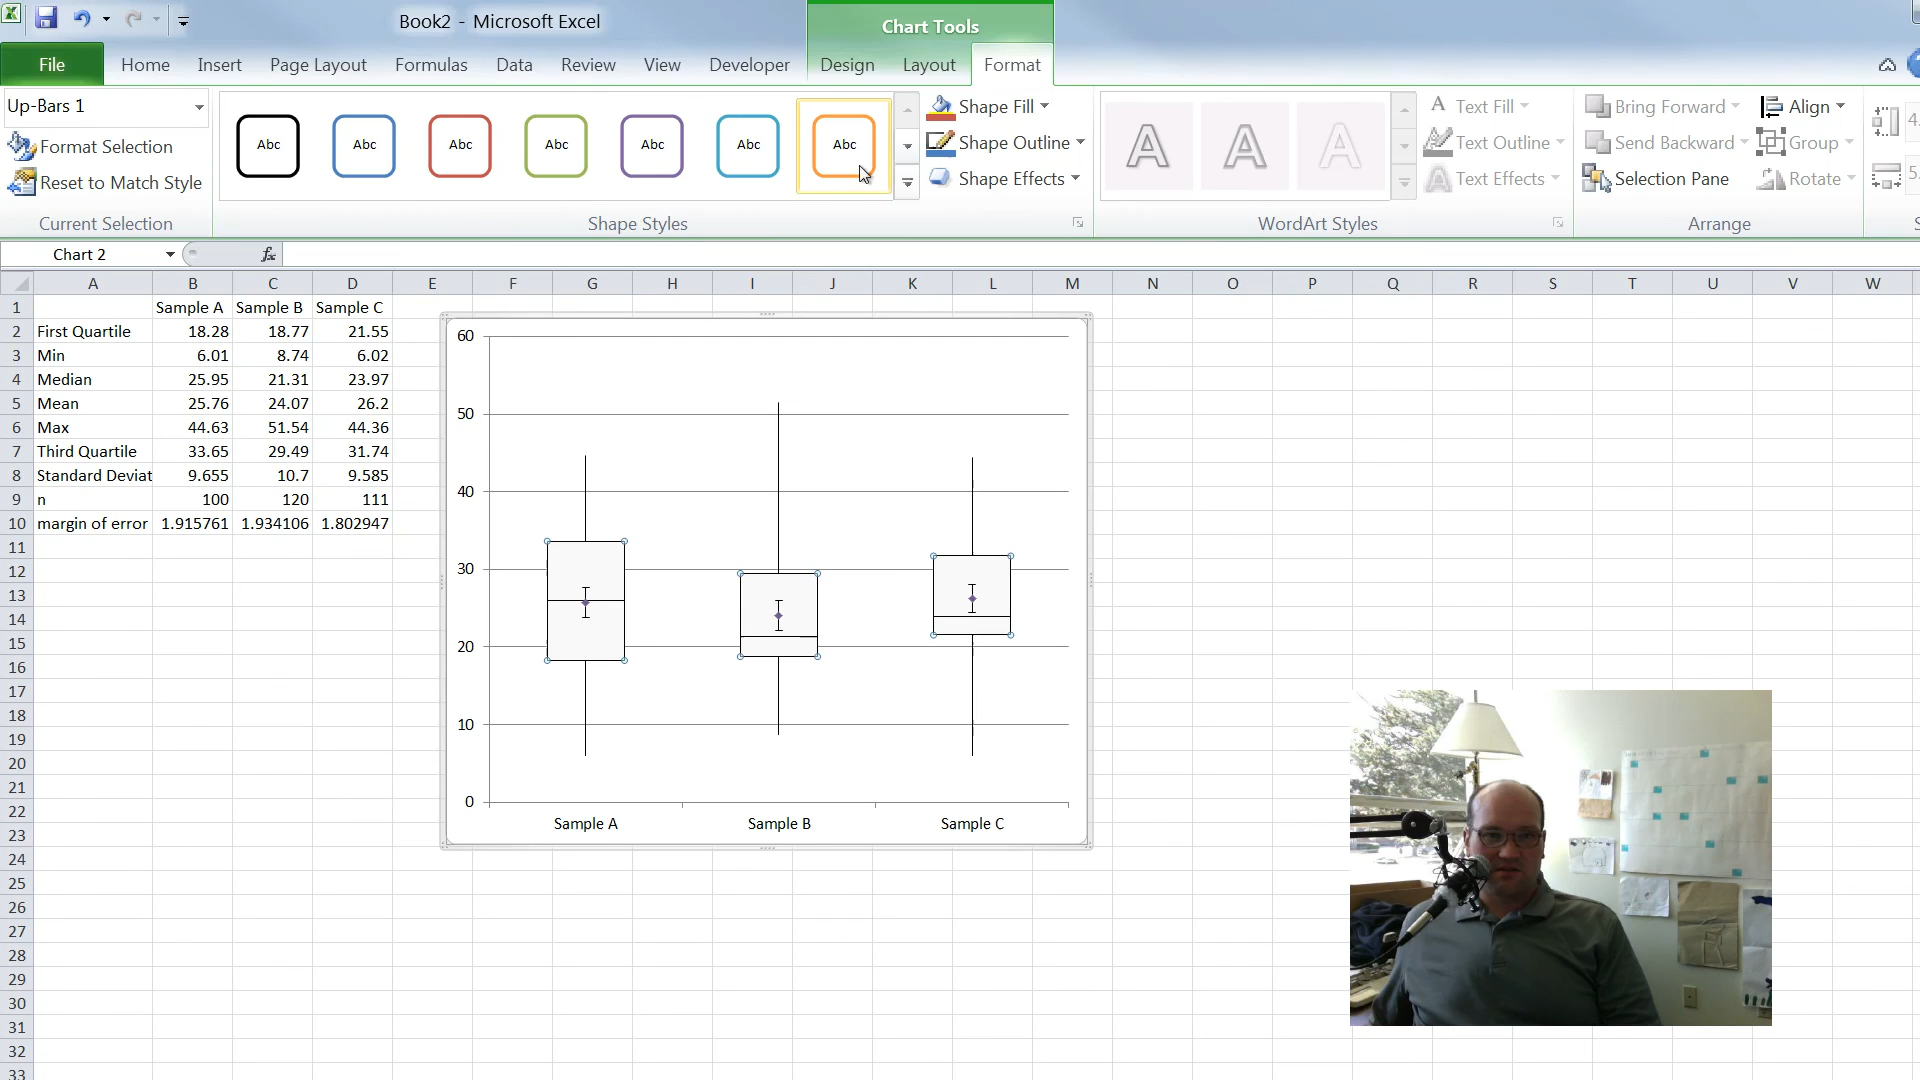 Book2 - Microsoft Excel
Chart Tools
File Home Insert Page Layout Formulas Data Review View Developer Design Layout Format
Up-Bars 1
Format Selection
Reset to Match Style
Current Selection
Abc Abc Abc Abc Abc Abc Abc
Shape Styles
Shape Fill
Shape Outline
Shape Effects
A A A
WordArt Styles
Text Fill
Text Outline
Text Effects
Bring Forward
Send Backward
Selection Pane
Align
Group
Rotate
Arrange
Chart 2 fx
A B C D E F G H I J K L M N O P Q R S T U V W
1 Sample A Sample B Sample C
2 First Quartile 18.28 18.77 21.55
3 Min 6.01 8.74 6.02
4 Median 25.95 21.31 23.97
5 Mean 25.76 24.07 26.2
6 Max 44.63 51.54 44.36
7 Third Quartile 33.65 29.49 31.74
8 Standard Deviat 9.655 10.7 9.585
9 n 100 120 111
10 margin of error 1.915761 1.934106 1.802947
11
12
13
14
15
16
17
18
19
20
21
22
23
24
25
26
27
28
29
30
31
32
33
60
50
40
30
20
10
0
Sample A Sample B Sample C